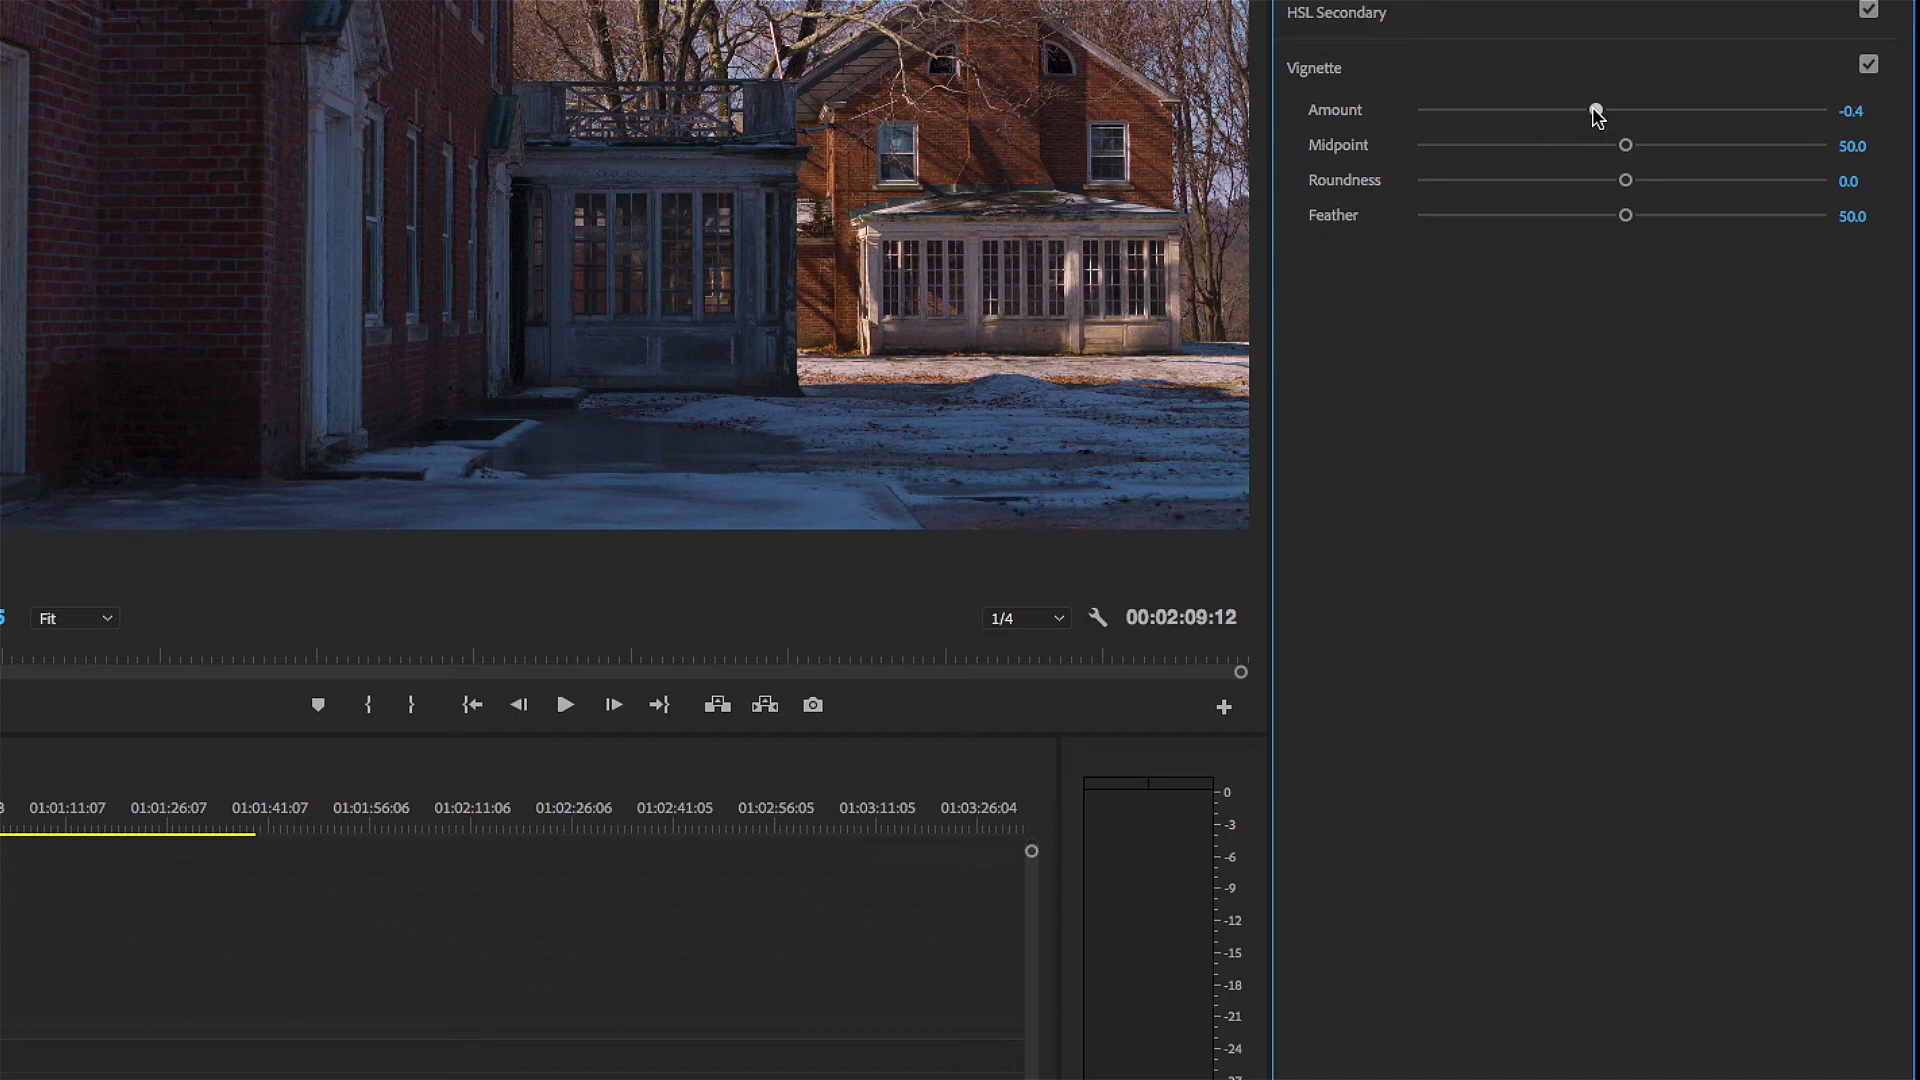 HSL Secondary
Vignette
Amount -0.4
Midpoint 50.0
Roundness 0.0
Feather 50.0
Fit 1/4 00:02:09:12
01:01:11:07 01:01:26:07 01:01:41:07 01:01:56:06 01:02:11:06 01:02:26:06 01:02:41:05 01:02:56:05 01:03:11:05 01:03:26:04
0
-3
-6
-9
-12
-15
-18
-21
-24